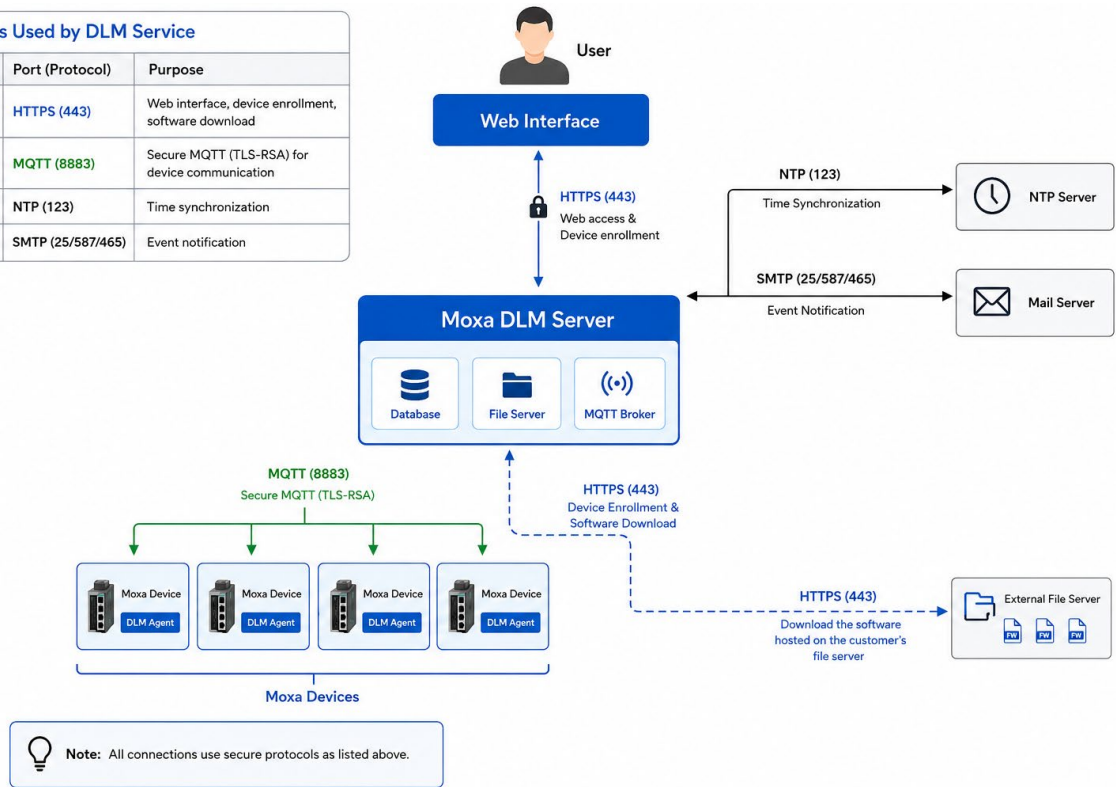 s Used by DLM Service
Port (Protocol) Purpose
HTTPS (443) Web interface, device enrollment,
software download
MQTT (8883) Secure MQTT (TLS-RSA) for
device communication
NTP (123) Time synchronization
SMTP (25/587/465) Event notification
User
Web Interface
HTTPS (443)
Web access &
Device enrollment
NTP (123)
Time Synchronization
NTP Server
SMTP (25/587/465)
Event Notification
Mail Server
Moxa DLM Server
Database
File Server
MQTT Broker
MQTT (8883)
Secure MQTT (TLS-RSA)
HTTPS (443)
Device Enrollment &
Software Download
Moxa Device
DLM Agent
Moxa Device
DLM Agent
Moxa Device
DLM Agent
Moxa Device
DLM Agent
Moxa Devices
HTTPS (443)
Download the software
hosted on the customer's
file server
External File Server
FW FW FW
Note: All connections use secure protocols as listed above.